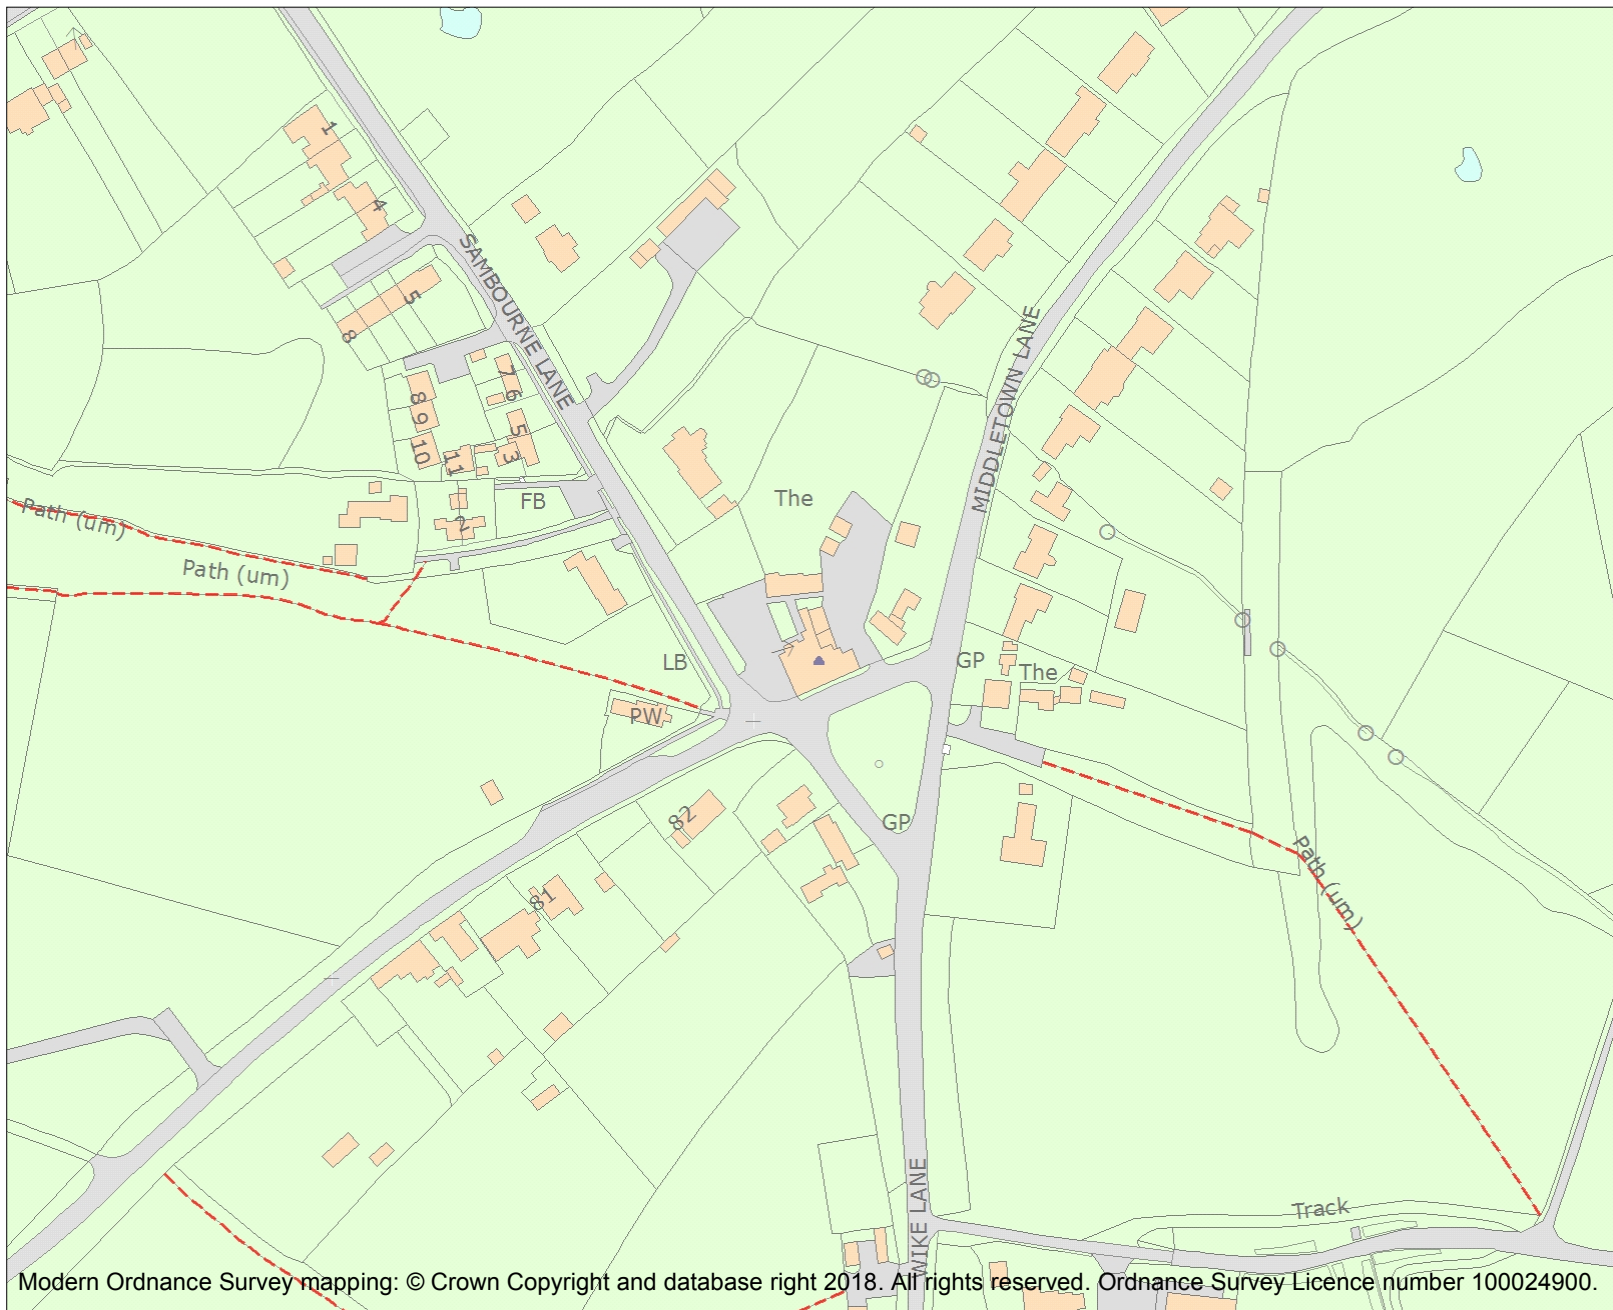 1
4
SAMBOURNE LANE
5
8
MIDDLETOWN LANE
7
6
8
9
5
10
11
3
The
FB
Path (um)
2
Path (um)
LB
GP
The
PW
82
GP
Path (um)
81
WIKE LANE
Track
Modern Ordnance Survey mapping: © Crown Copyright and database right 2018. All rights reserved. Ordnance Survey Licence number 100024900.